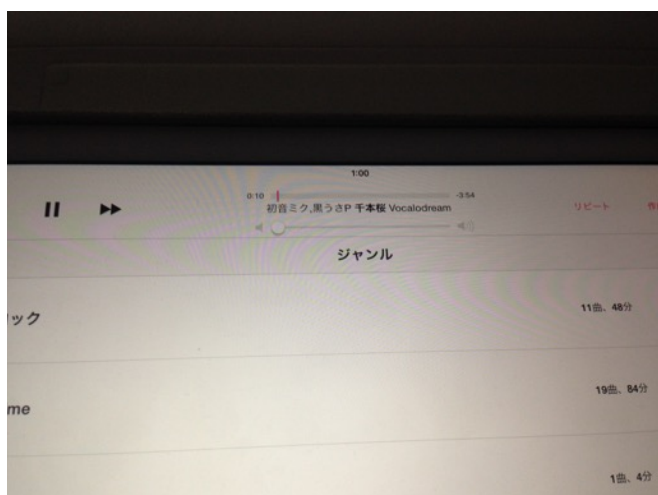 1:00
0:10 -3:54
初音ミク,黒うさP 千本桜 Vocalodream
リピート 作
ジャンル
ック 11曲、48分
me 19曲、84分
1曲、4分